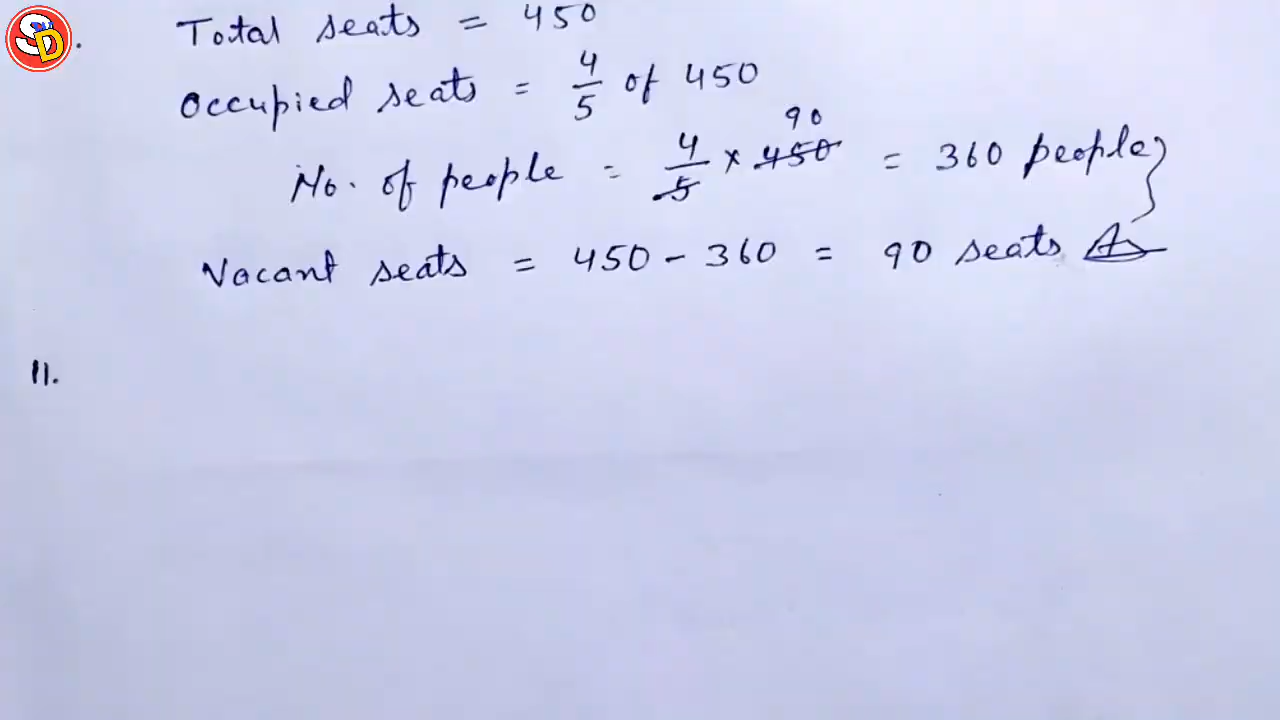 SD
Total seats = 450
Occupied seats = 4/5 of 450
90
No. of people = 4/5 × 450 = 360 people
Vacant seats = 450 - 360 = 90 seats
11.